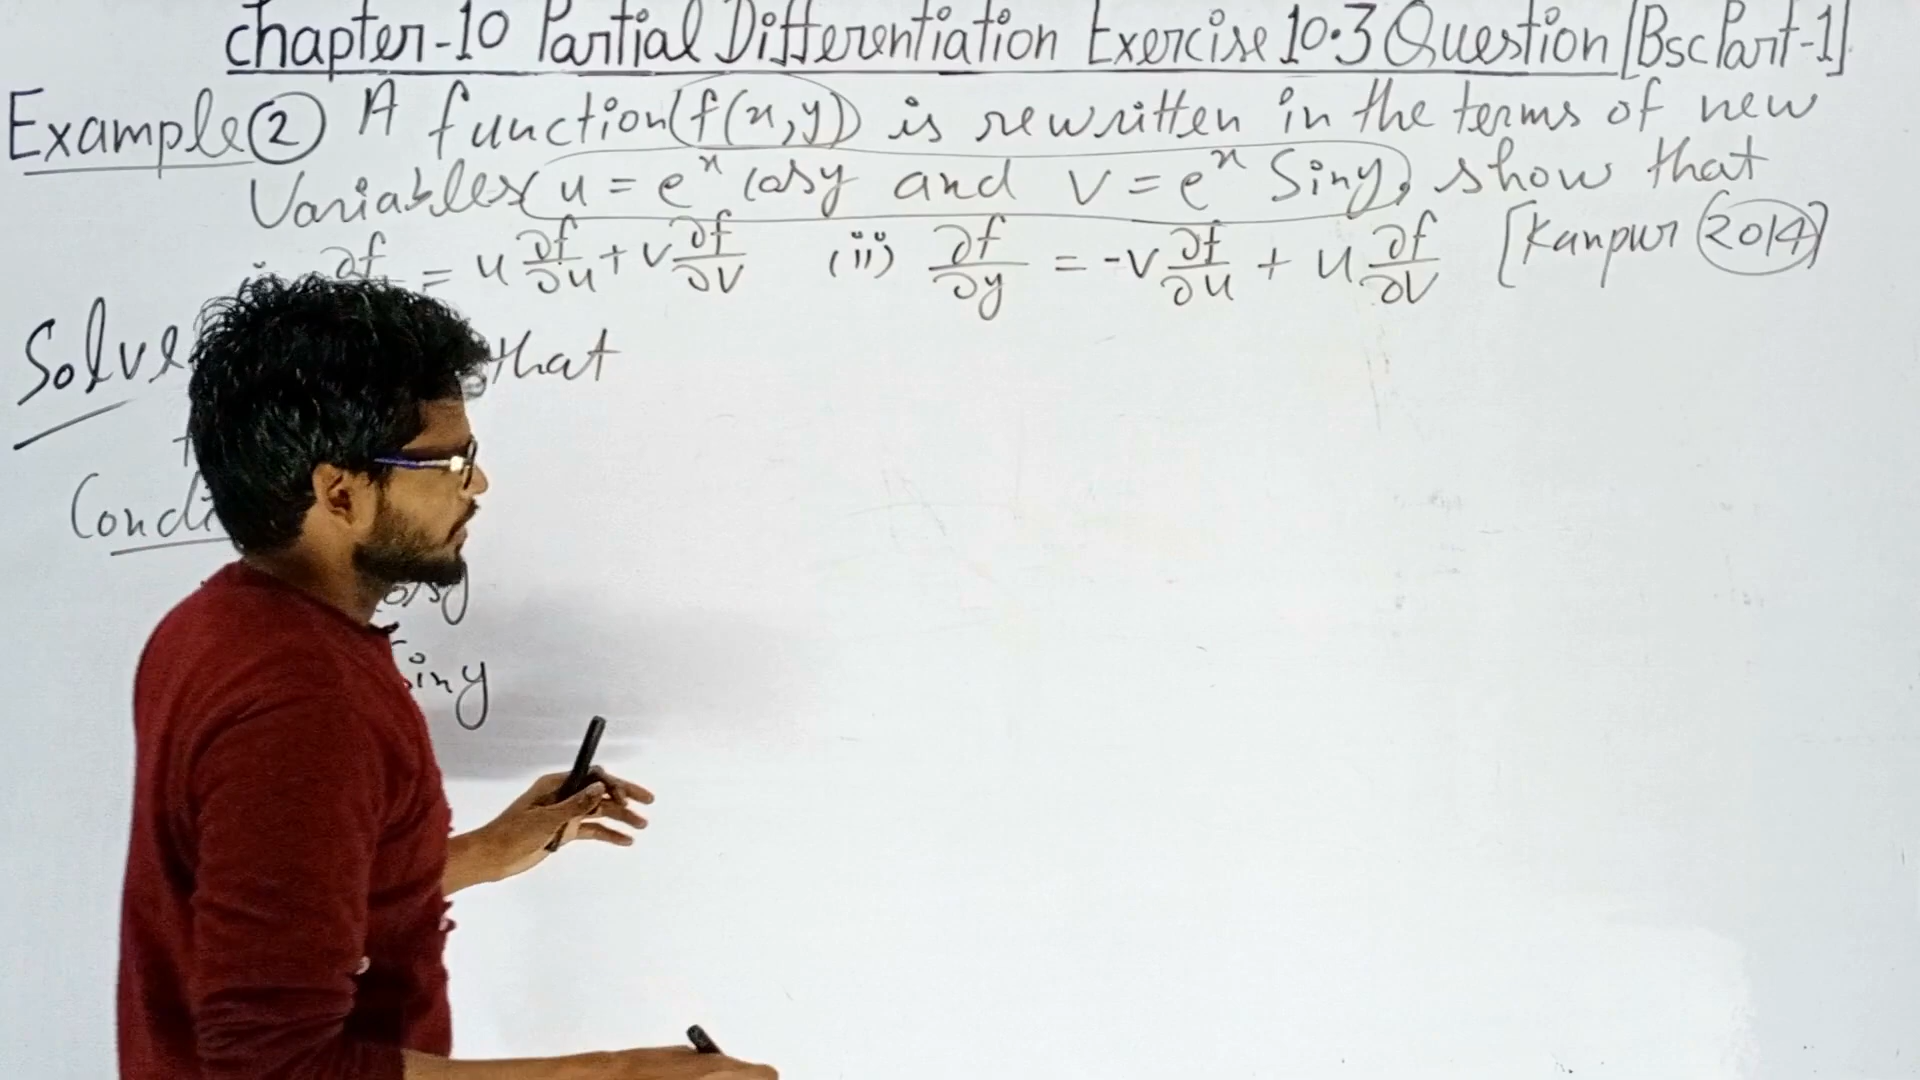 Chapter-10 Partial Differentiation Exercise 10.3 Question [Bsc Part-1]
Example ② A function (f(x,y)) is rewritten in the terms of new
Variables u = e^x Cosy and v = e^x Siny, show that
∂f = u ∂f/∂u + v ∂f/∂v (ii) ∂f/∂y = -v ∂f/∂u + u ∂f/∂v [Kanpur 2014]
Solve that
Condi
osy
siny